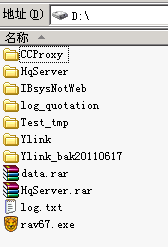 地址(D) D:\
名称
CCProxy
HqServer
IBsysNotWeb
log_quotation
Test_tmp
Ylink
Ylink_bak20110617
data.rar
HqServer.rar
log.txt
rav67.exe